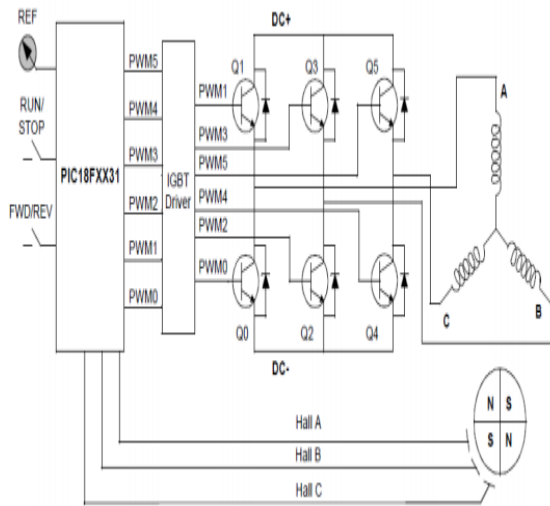 REF
RUN/
STOP
FWD/REV
PIC18FXX31
PWM5
PWM4
PWM3
PWM2
PWM1
PWM0
IGBT
Driver
PWM1
PWM3
PWM5
PWM4
PWM2
PWM0
DC+
Q1
Q3
Q5
Q0
Q2
Q4
DC-
A
C
B
N S
S N
Hall A
Hall B
Hall C